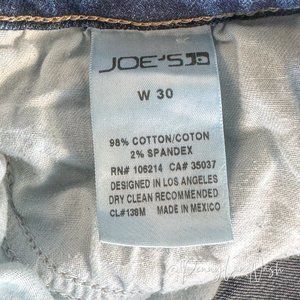 JOE'S
W 30
98% COTTON/COTON
2% SPANDEX
RN# 106214 CA# 35037
DESIGNED IN LOS ANGELES
DRY CLEAN RECOMMENDED
CL#138M MADE IN MEXICO